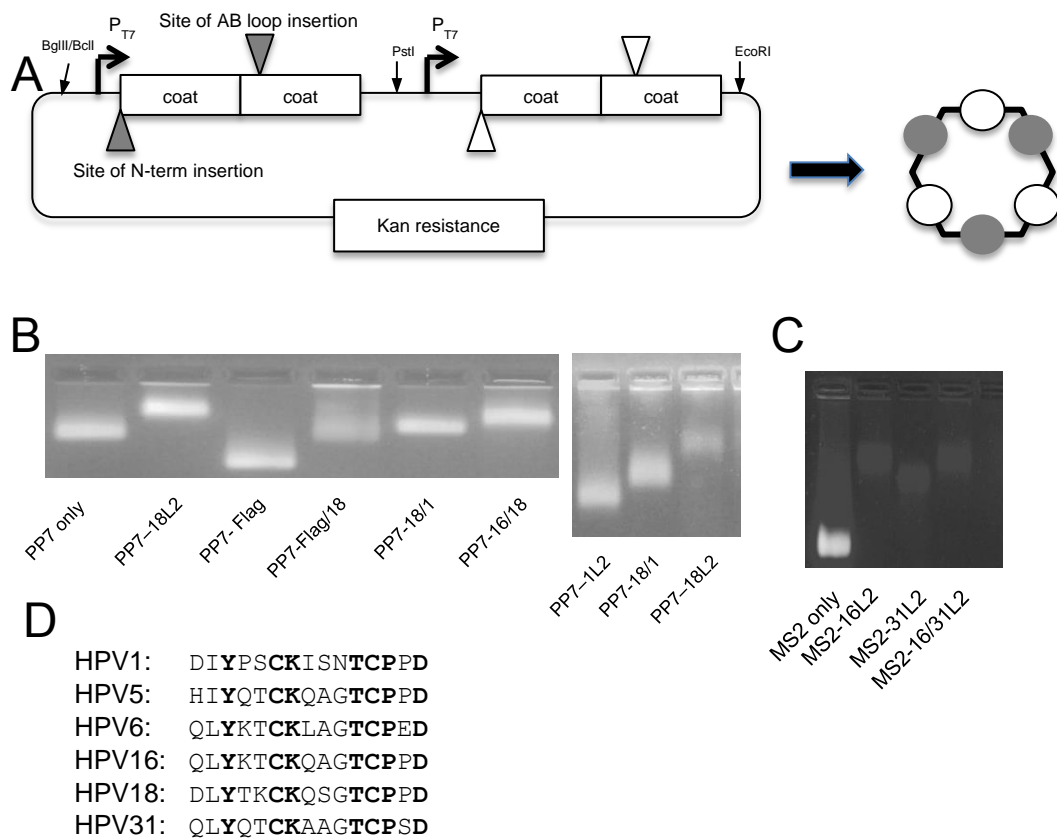 A
BglII/BclI
P T7
Site of AB loop insertion
PstI
P T7
EcoRI
coat
coat
coat
coat
Site of N-term insertion
Kan resistance
B
PP7 only
PP7–18L2
PP7- Flag
PP7-Flag/18
PP7-18/1
PP7-16/18
PP7–1L2
PP7-18/1
PP7–18L2
C
MS2 only
MS2-16L2
MS2-31L2
MS2-16/31L2
D
HPV1: DIYPSCKISNTCPPD
HPV5: HIYQTCKQAGTCPPD
HPV6: QLYKTCKLAGTCPED
HPV16: QLYKTCKQAGTCPPD
HPV18: DLYTKCKQSGTCPPD
HPV31: QLYQTCKAAGTCPSD